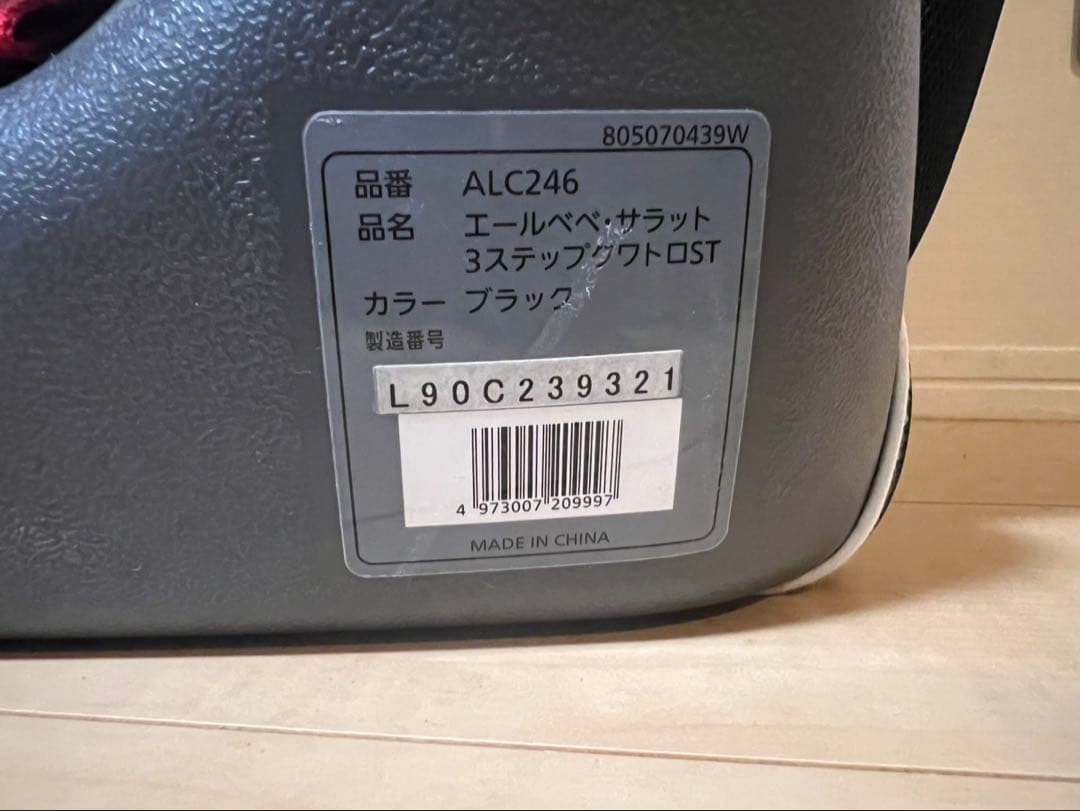 805070439W
品番 ALC246
品名 エールベベ・サラット
3ステップクワトロST
カラー ブラック
製造番号
L90C239321
4 973007 209997
MADE IN CHINA